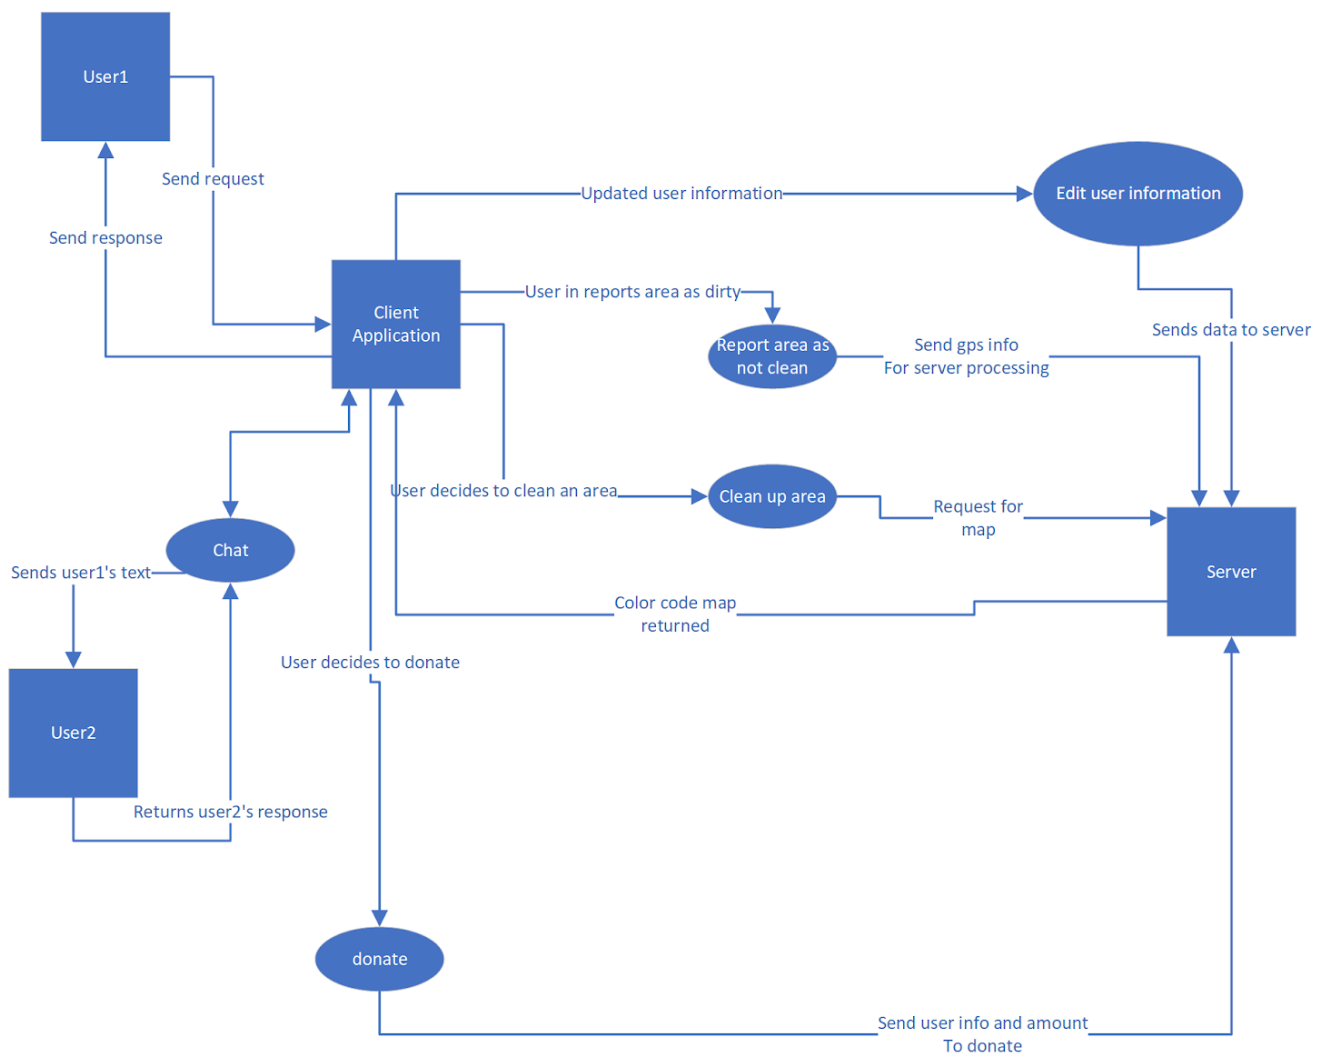 User1
Send request
Send response
Updated user information
Edit user information
Client
Application
User in reports area as dirty
Report area as
not clean
Send gps info
For server processing
Sends data to server
User decides to clean an area
Clean up area
Request for
map
Server
Chat
Sends user1's text
Color code map
returned
User decides to donate
User2
Returns user2's response
donate
Send user info and amount
To donate